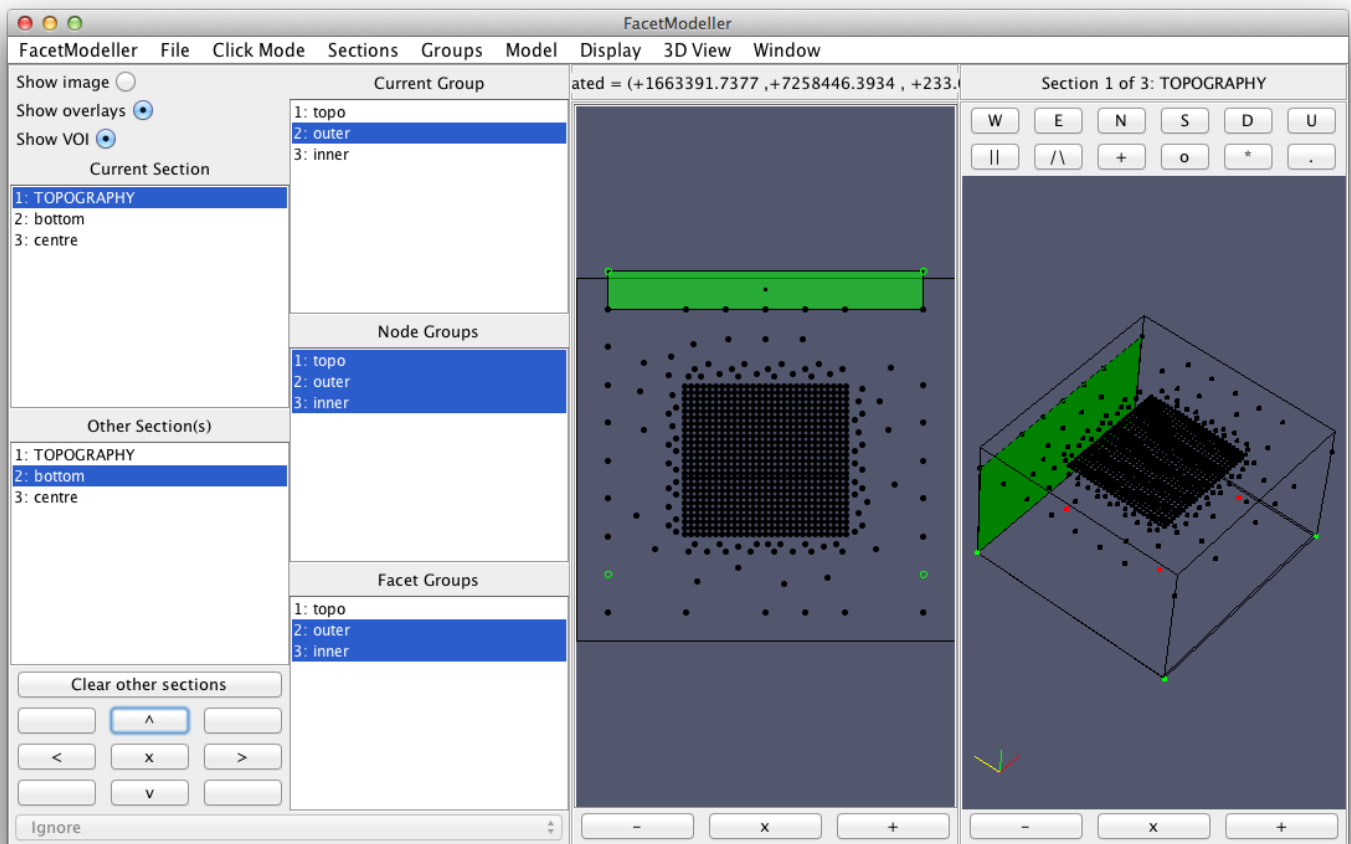 FacetModeller
FacetModeller File Click Mode Sections Groups Model Display 3D View Window
Show image
Show overlays
Show VOI
Current Section
1: TOPOGRAPHY
2: bottom
3: centre
Other Section(s)
1: TOPOGRAPHY
2: bottom
3: centre
Clear other sections
^
< x >
v
Ignore
Current Group
1: topo
2: outer
3: inner
Node Groups
1: topo
2: outer
3: inner
Facet Groups
1: topo
2: outer
3: inner
ated = (+1663391.7377 ,+7258446.3934 , +233.
- x +
Section 1 of 3: TOPOGRAPHY
W E N S D U
|| /\ + o * .
- x +